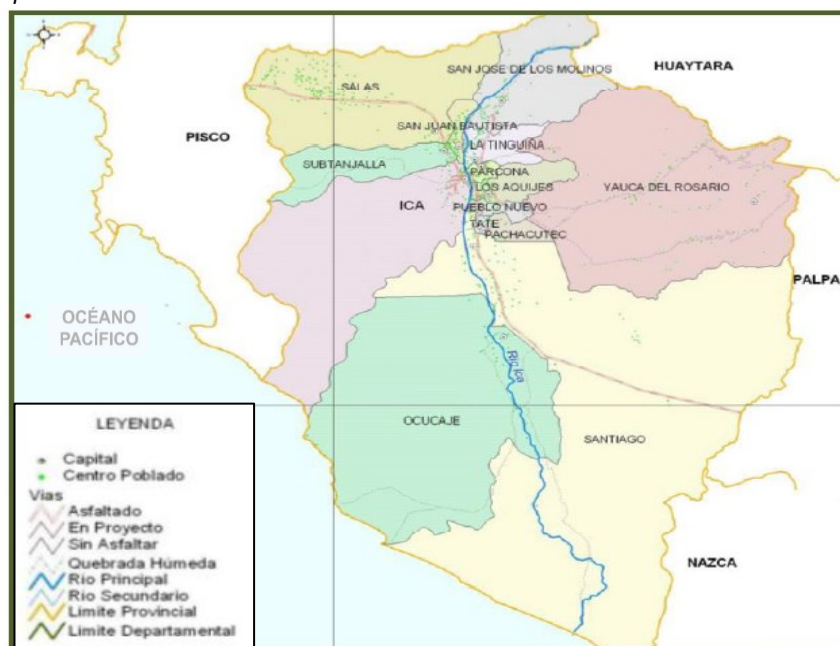 SAN JOSE DE LOS MOLINOS
HUAYTARA
SALAS
PISCO
SAN JUAN BAUTISTA
LA TINGUIÑA
SUBTANJALLA
PARCONA
LOS AQUIJES
YAUCA DEL ROSARIO
ICA
PUEBLO NUEVO
TATE
PACHACUTEC
PALPA
OCÉANO
PACÍFICO
Rio Ica
OCUCAJE
SANTIAGO
NAZCA
LEYENDA
Capital
Centro Poblado
Vias
Asfaltado
En Proyecto
Sin Asfaltar
Quebrada Húmeda
Rio Principal
Rio Secundario
Limite Provincial
Limite Departamental